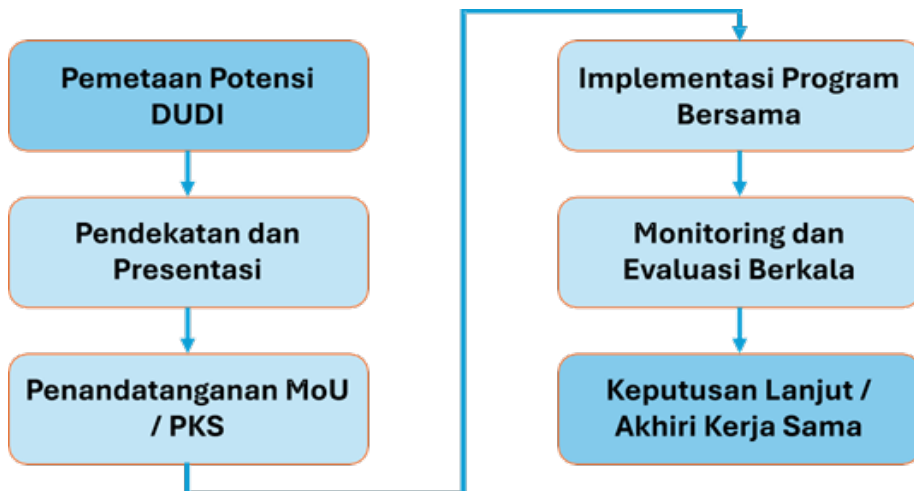 Pemetaan Potensi
DUDI
Pendekatan dan
Presentasi
Penandatanganan MoU
/ PKS
Implementasi Program
Bersama
Monitoring dan
Evaluasi Berkala
Keputusan Lanjut /
Akhiri Kerja Sama